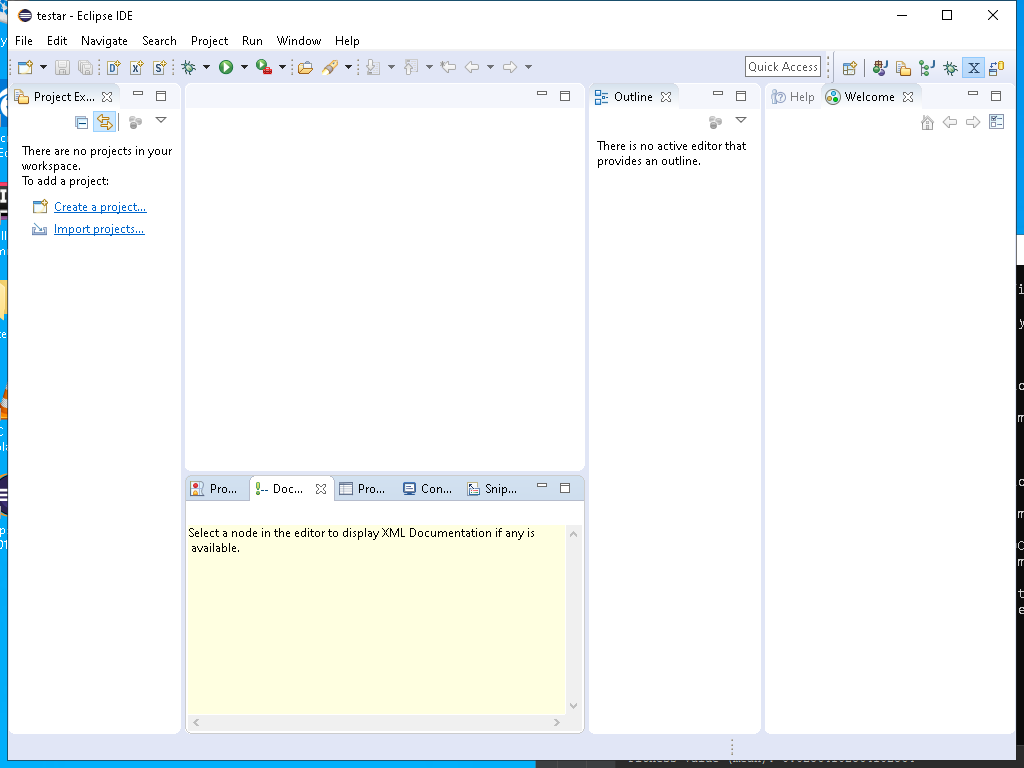 testar - Eclipse IDE
File Edit Navigate Search Project Run Window Help
Quick Access
Project Ex...
There are no projects in your
workspace.
To add a project:
Create a project...
Import projects...
Outline
There is no active editor that
provides an outline.
Help
Welcome
Pro...
Doc...
Pro...
Con...
Snip...
Select a node in the editor to display XML Documentation if any is
available.